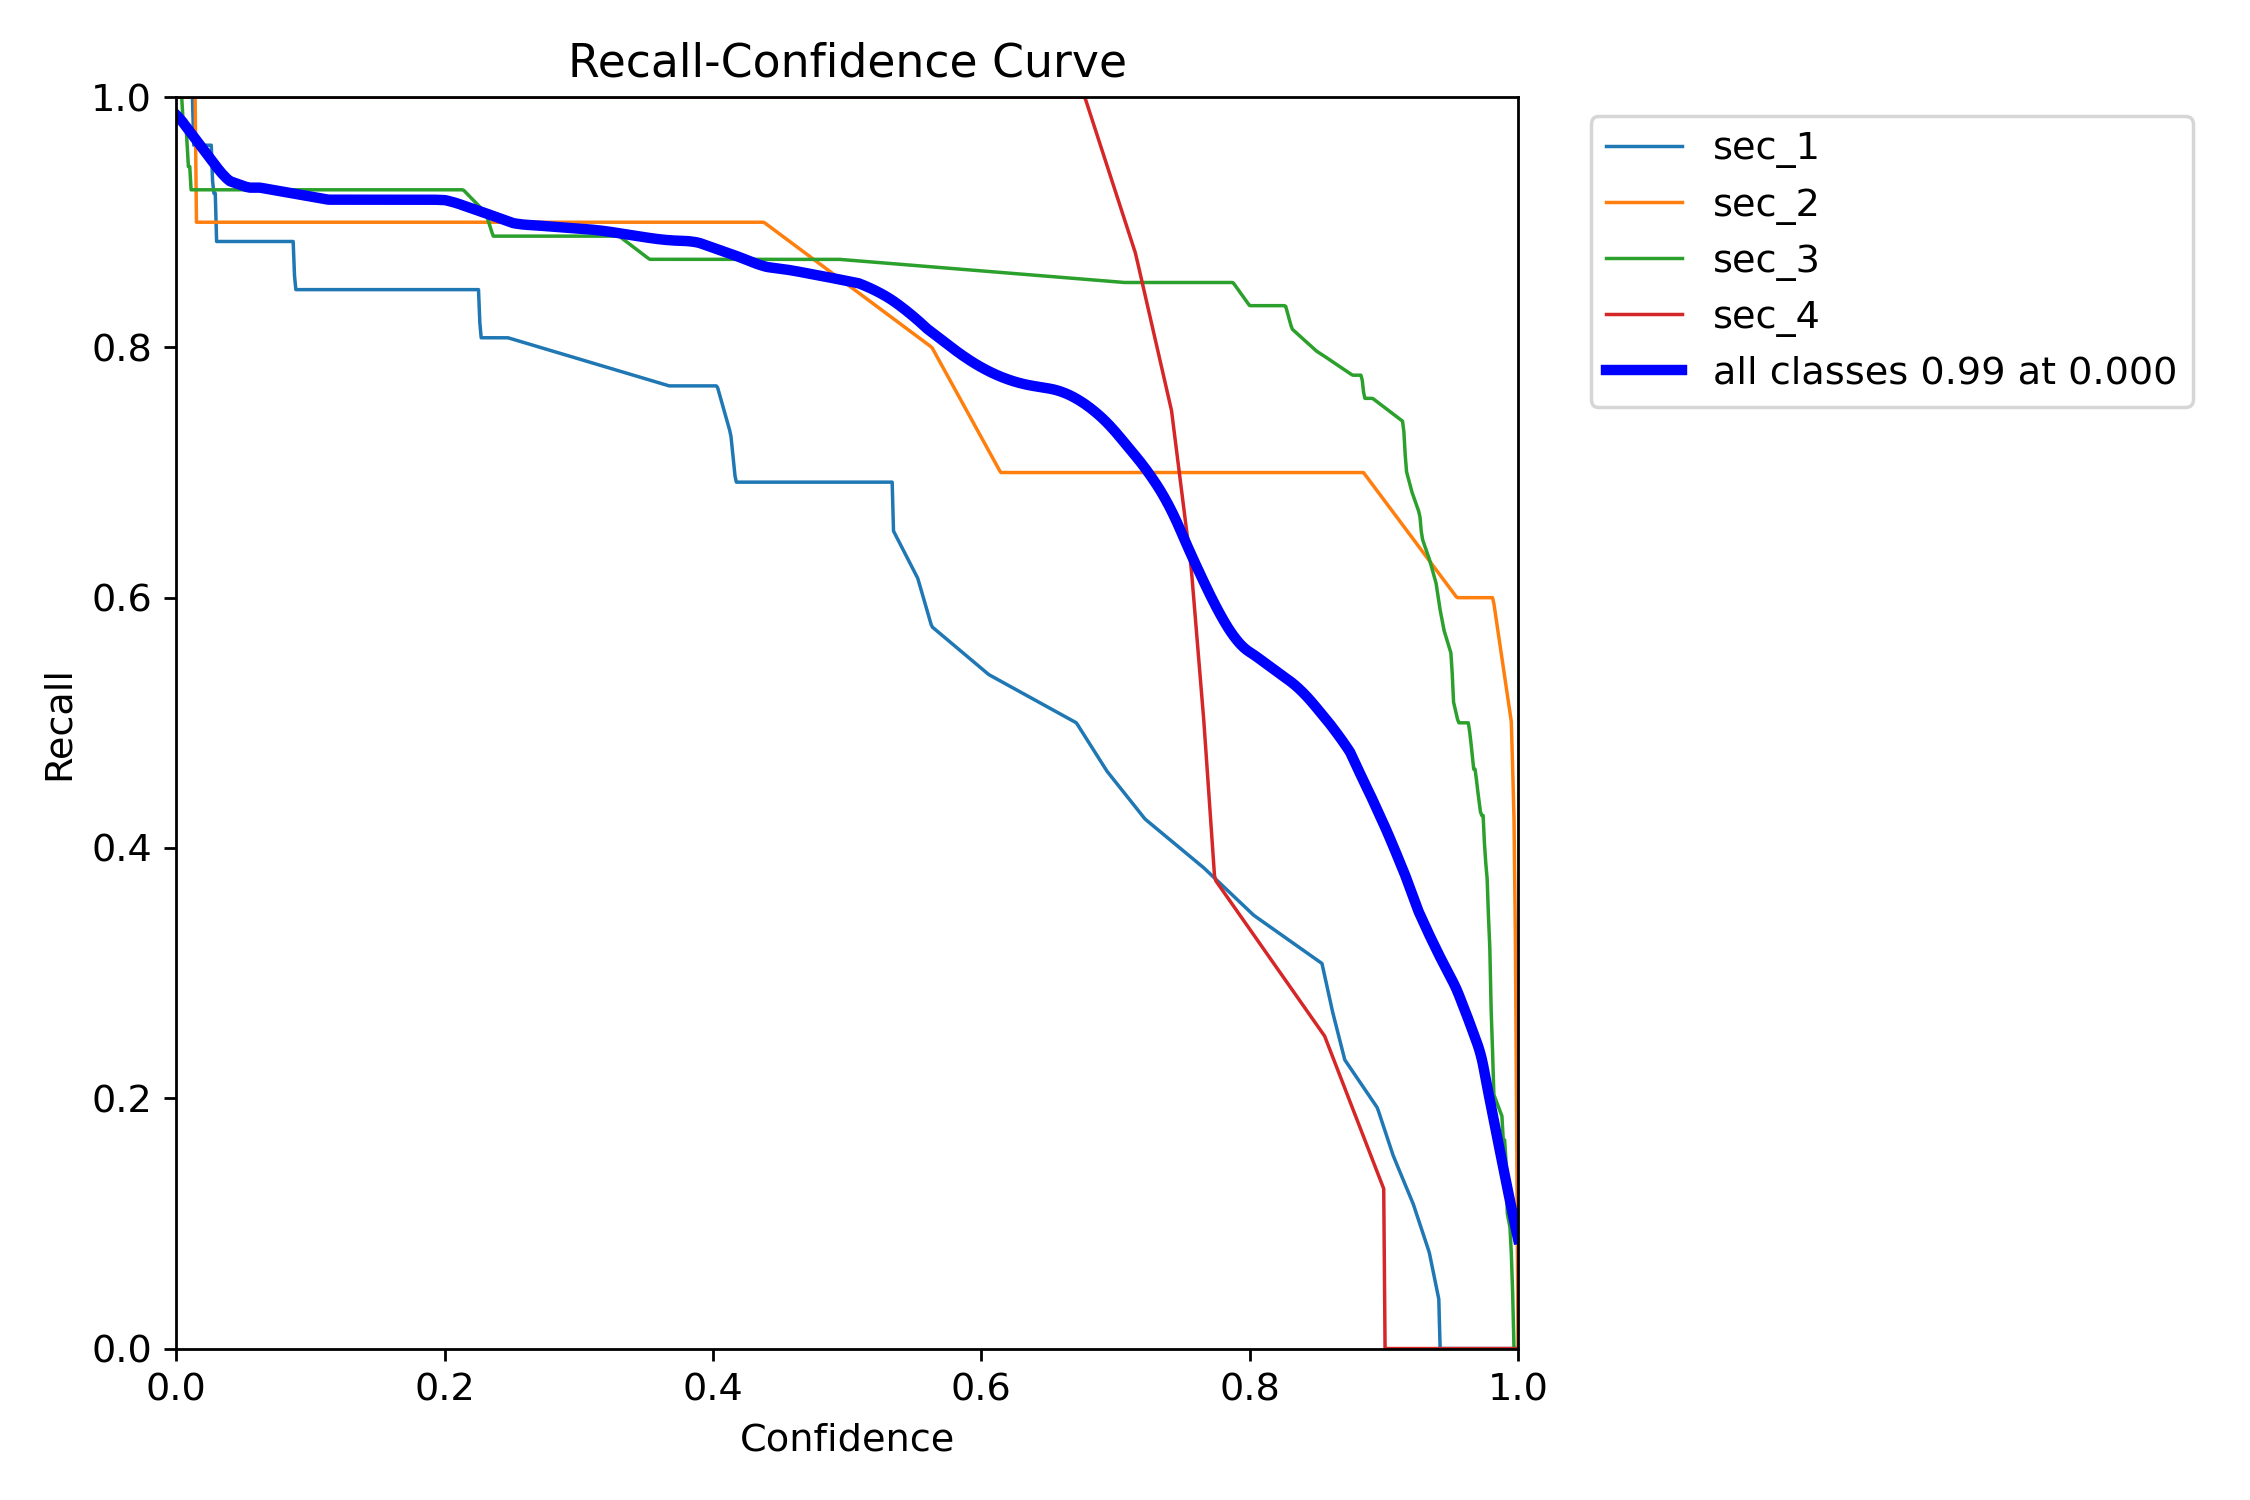 Recall-Confidence Curve
1.0
0.8
0.6
0.4
0.2
0.0
Recall
0.0 0.2 0.4 0.6 0.8 1.0
Confidence
sec_1
sec_2
sec_3
sec_4
all classes 0.99 at 0.000